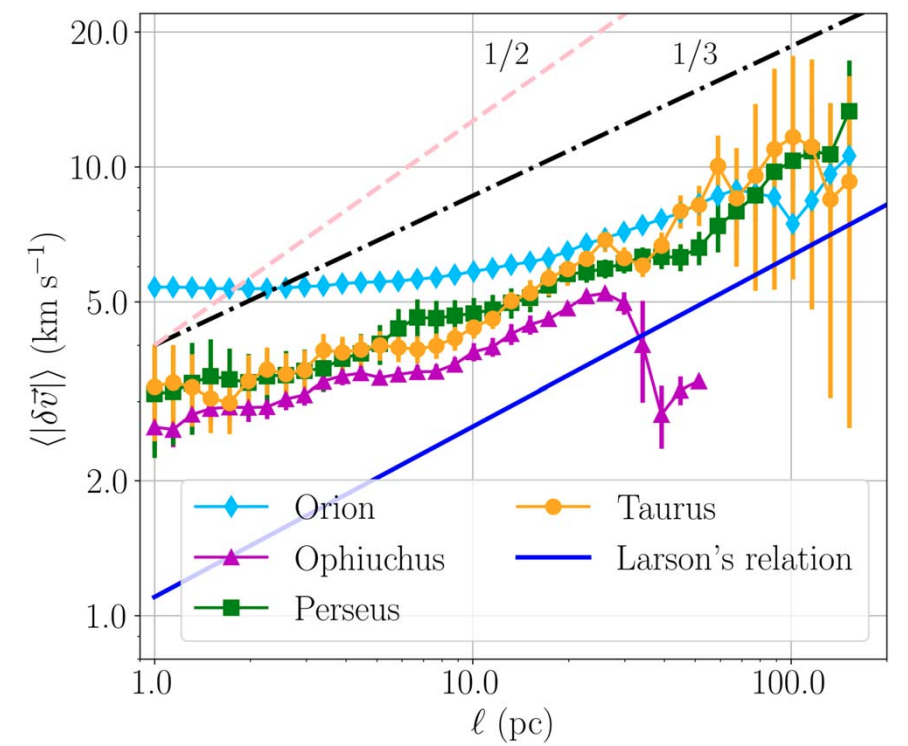 20.0
10.0
5.0
2.0
1.0
⟨|δv⃗|⟩ (km s⁻¹)
1/2
1/3
Orion
Ophiuchus
Perseus
Taurus
Larson's relation
1.0
10.0
100.0
ℓ (pc)